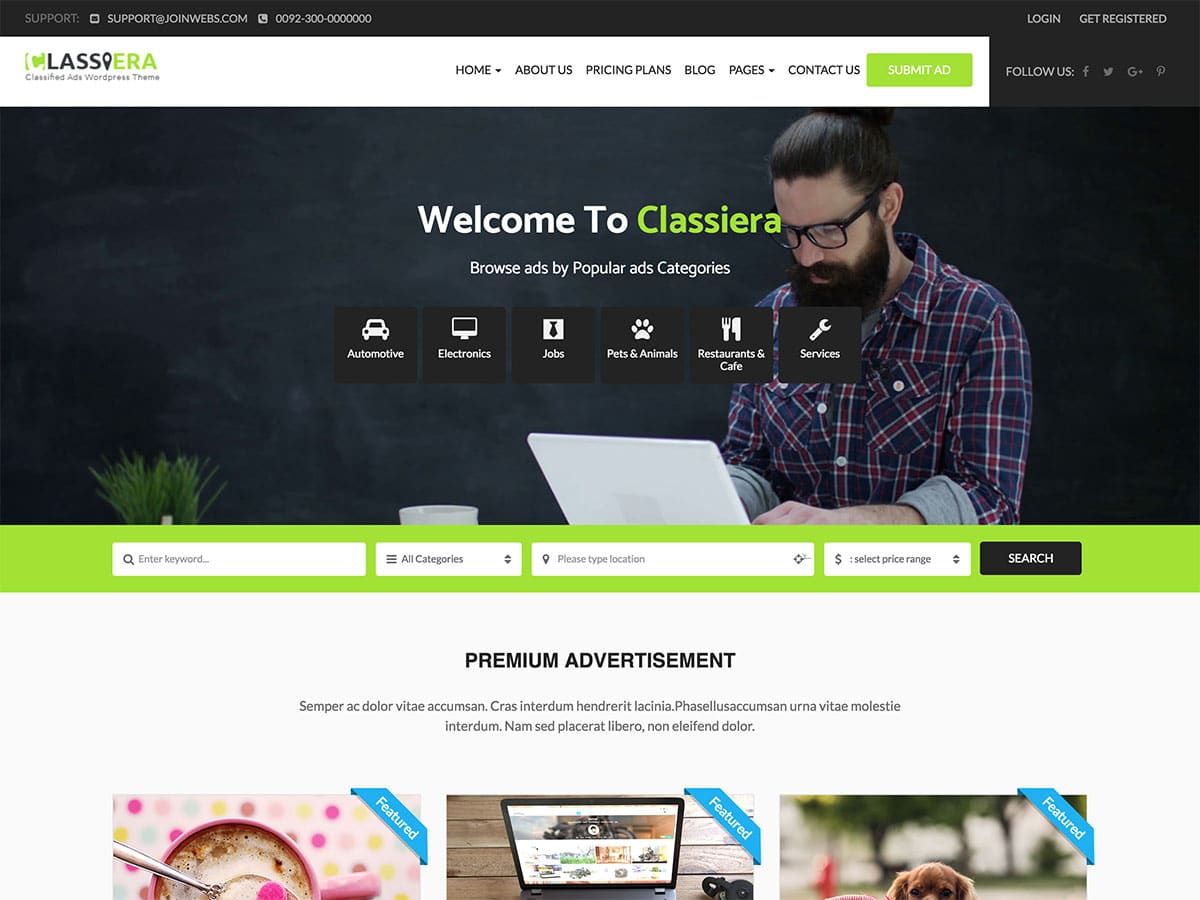 SUPPORT: SUPPORT@JOINWEBS.COM 0092-300-0000000
LOGIN GET REGISTERED
CLASSIERA
Classified Ads Wordpress Theme
HOME ABOUT US PRICING PLANS BLOG PAGES CONTACT US SUBMIT AD
FOLLOW US:
Welcome To Classiera
Browse ads by Popular ads Categories
Automotive
Electronics
Jobs
Pets & Animals
Restaurants &
Cafe
Services
Enter keyword... All Categories Please type location $ : select price range SEARCH
PREMIUM ADVERTISEMENT
Semper ac dolor vitae accumsan. Cras interdum hendrerit lacinia.Phasellusaccumsan urna vitae molestie
interdum. Nam sed placerat libero, non eleifend dolor.
Featured
Featured
Featured